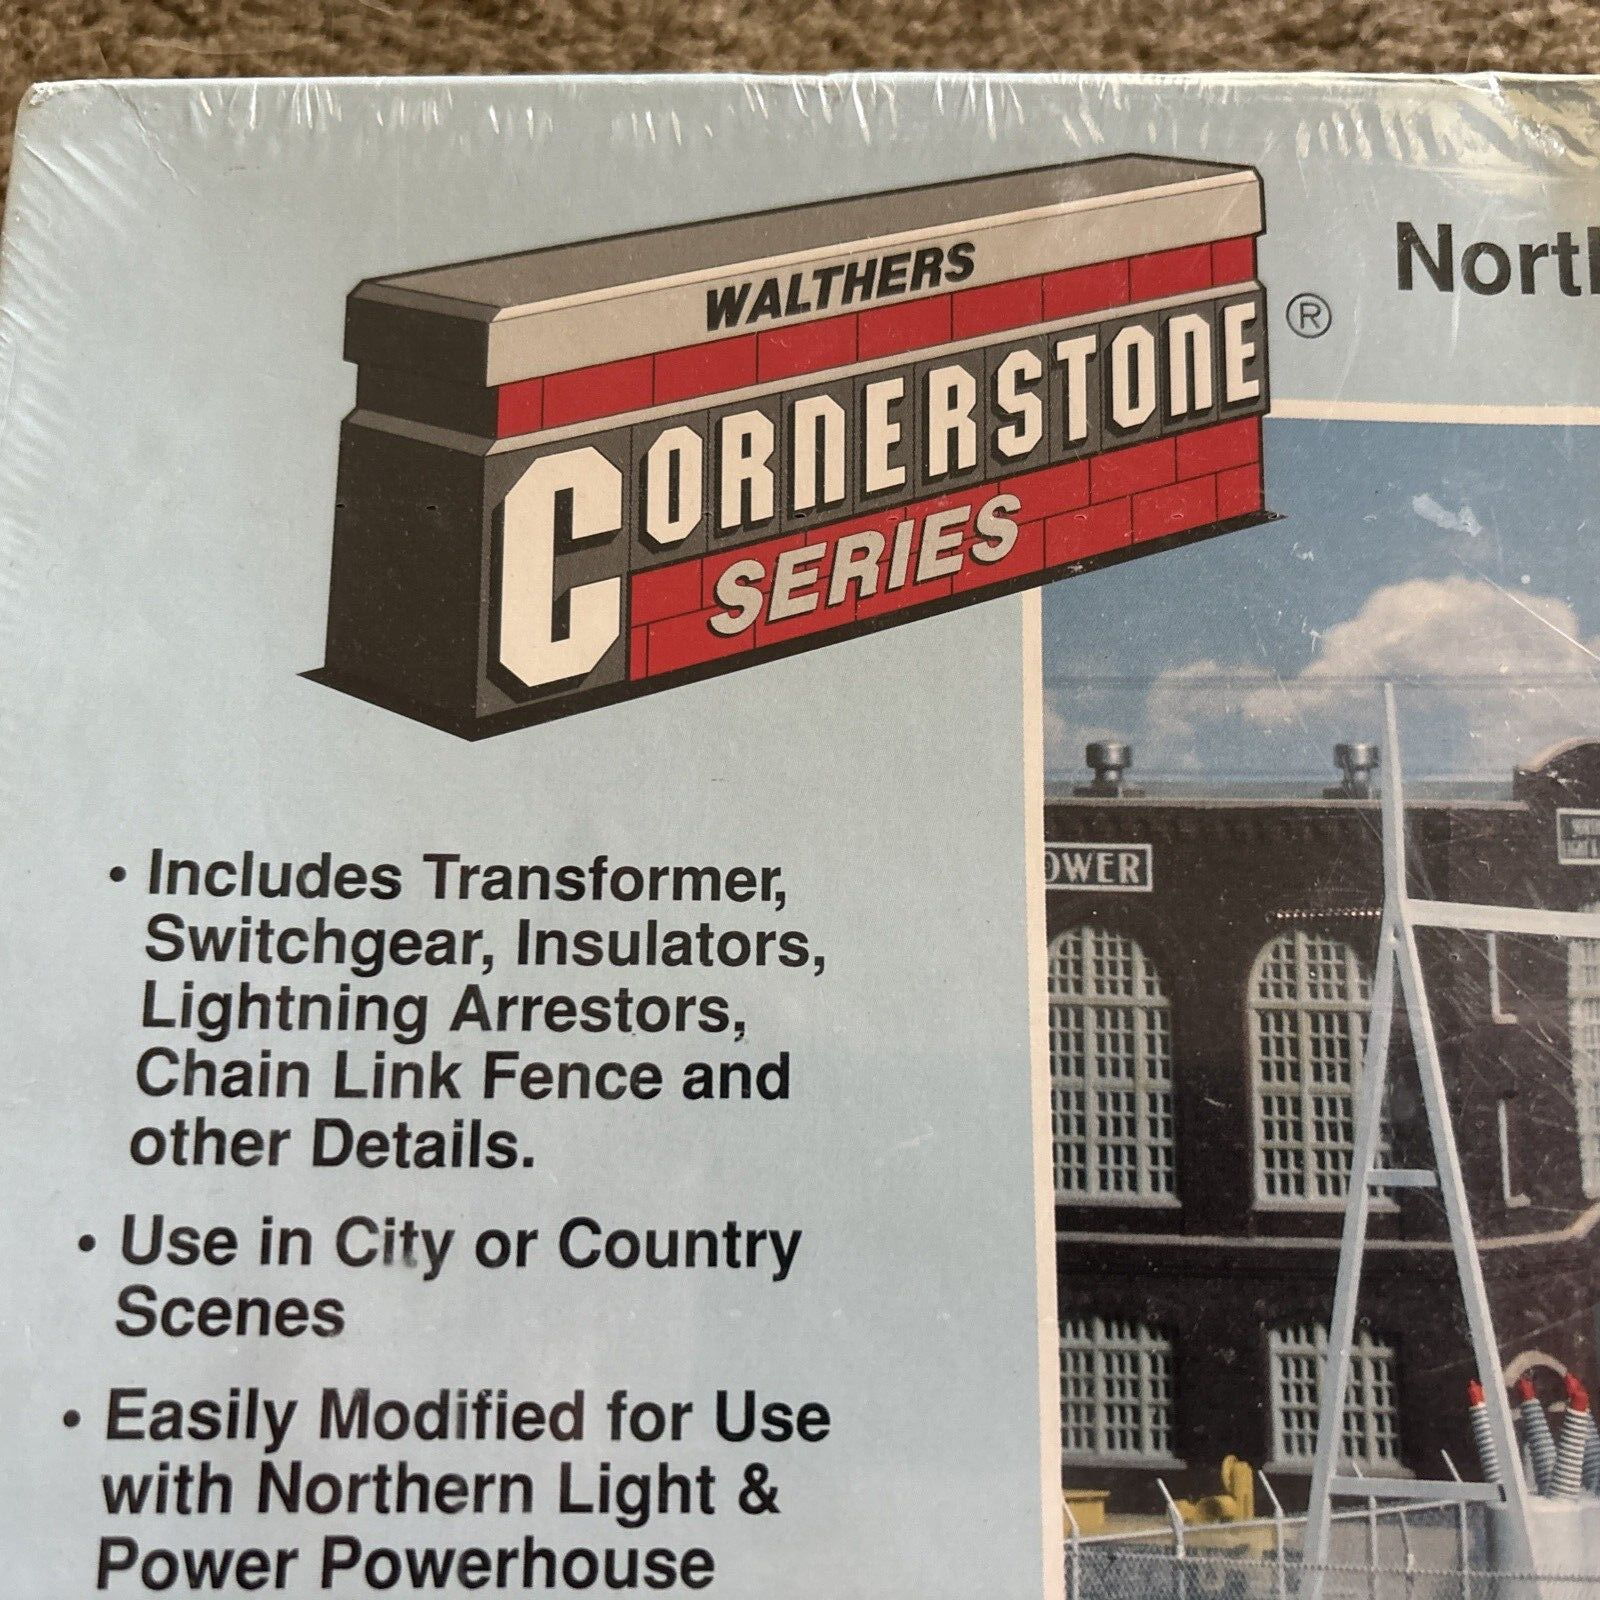 WALTHERS
CORNERSTONE
SERIES
®
North
• Includes Transformer,
Switchgear, Insulators,
Lightning Arrestors,
Chain Link Fence and
other Details.
• Use in City or Country
Scenes
• Easily Modified for Use
with Northern Light &
Power Powerhouse
OWER